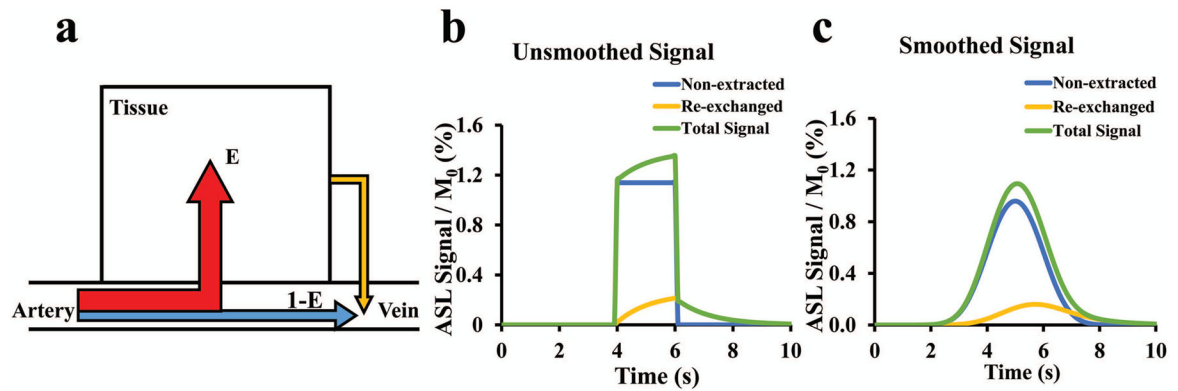 a
Tissue
E
Artery
1-E
Vein
b
Unsmoothed Signal
Non-extracted
Re-exchanged
Total Signal
ASL Signal / M0 (%)
1.6
1.2
0.8
0.4
0
0 2 4 6 8 10
Time (s)
c
Smoothed Signal
Non-extracted
Re-exchanged
Total Signal
ASL Signal / M0 (%)
1.6
1.2
0.8
0.4
0.0
0 2 4 6 8 10
Time (s)